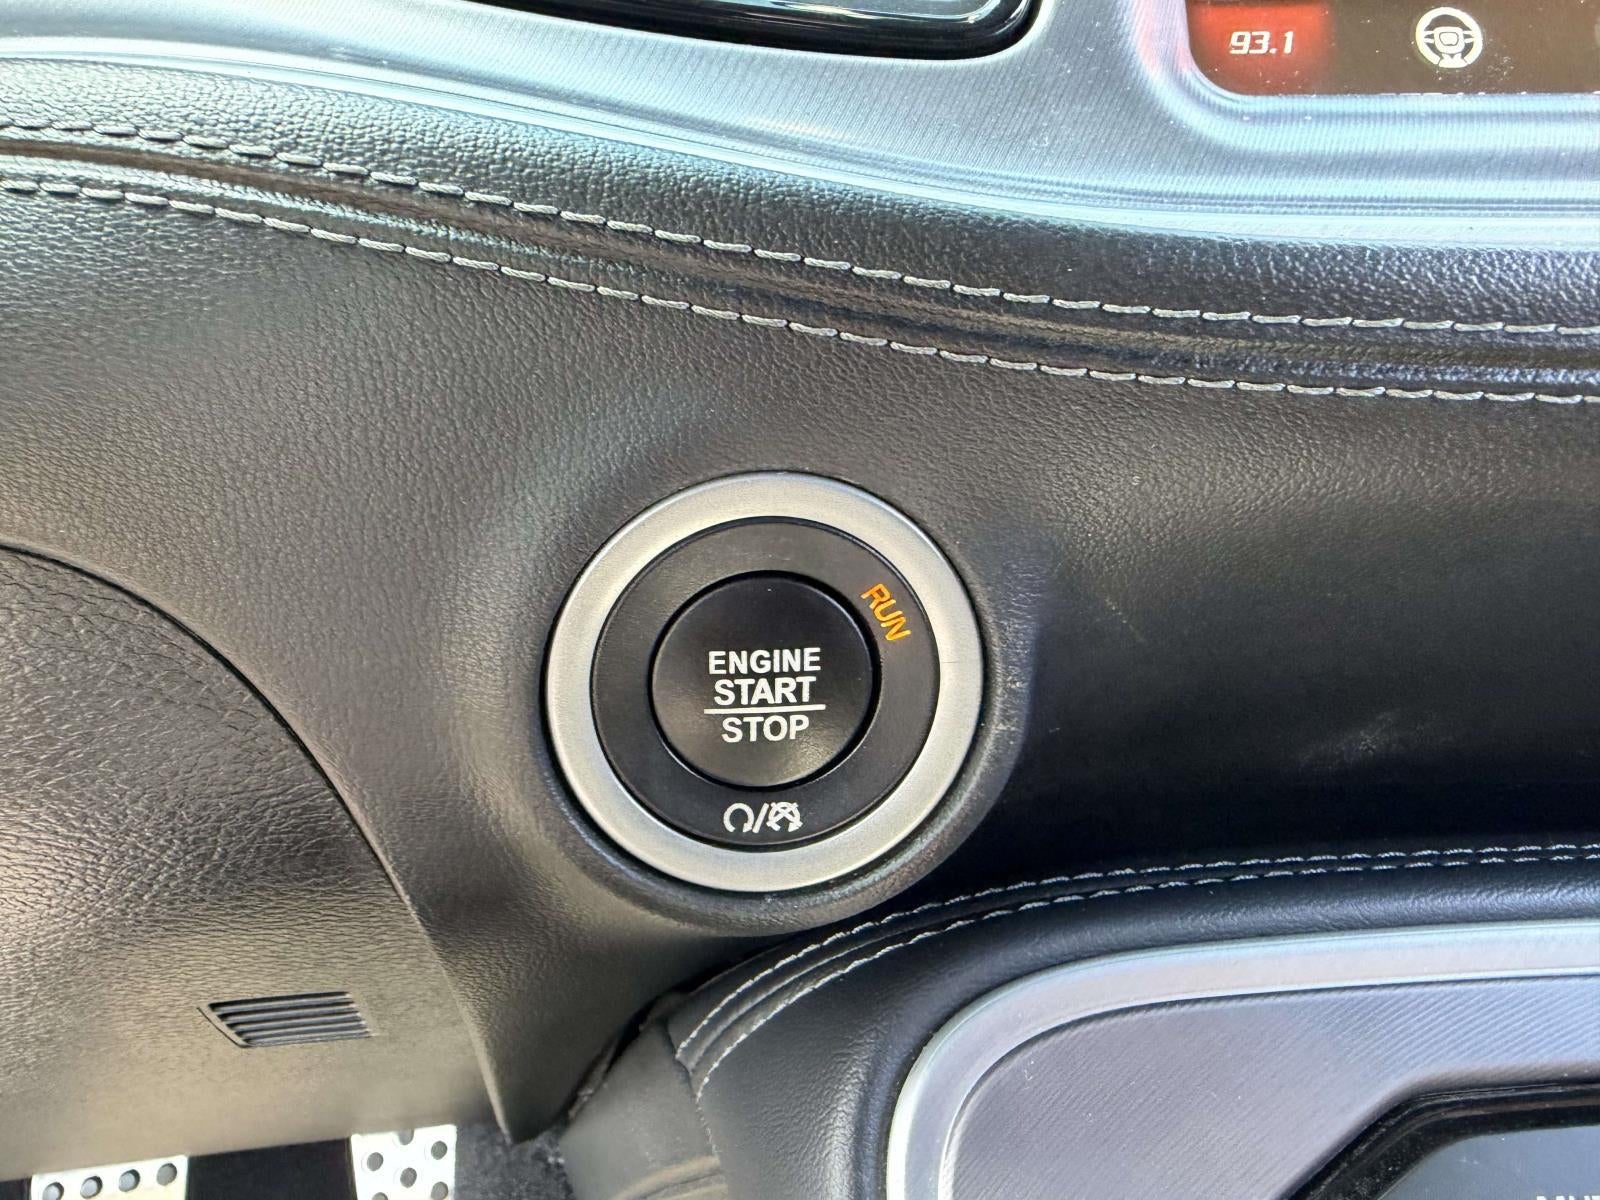 93.1
RUN
ENGINE
START
STOP